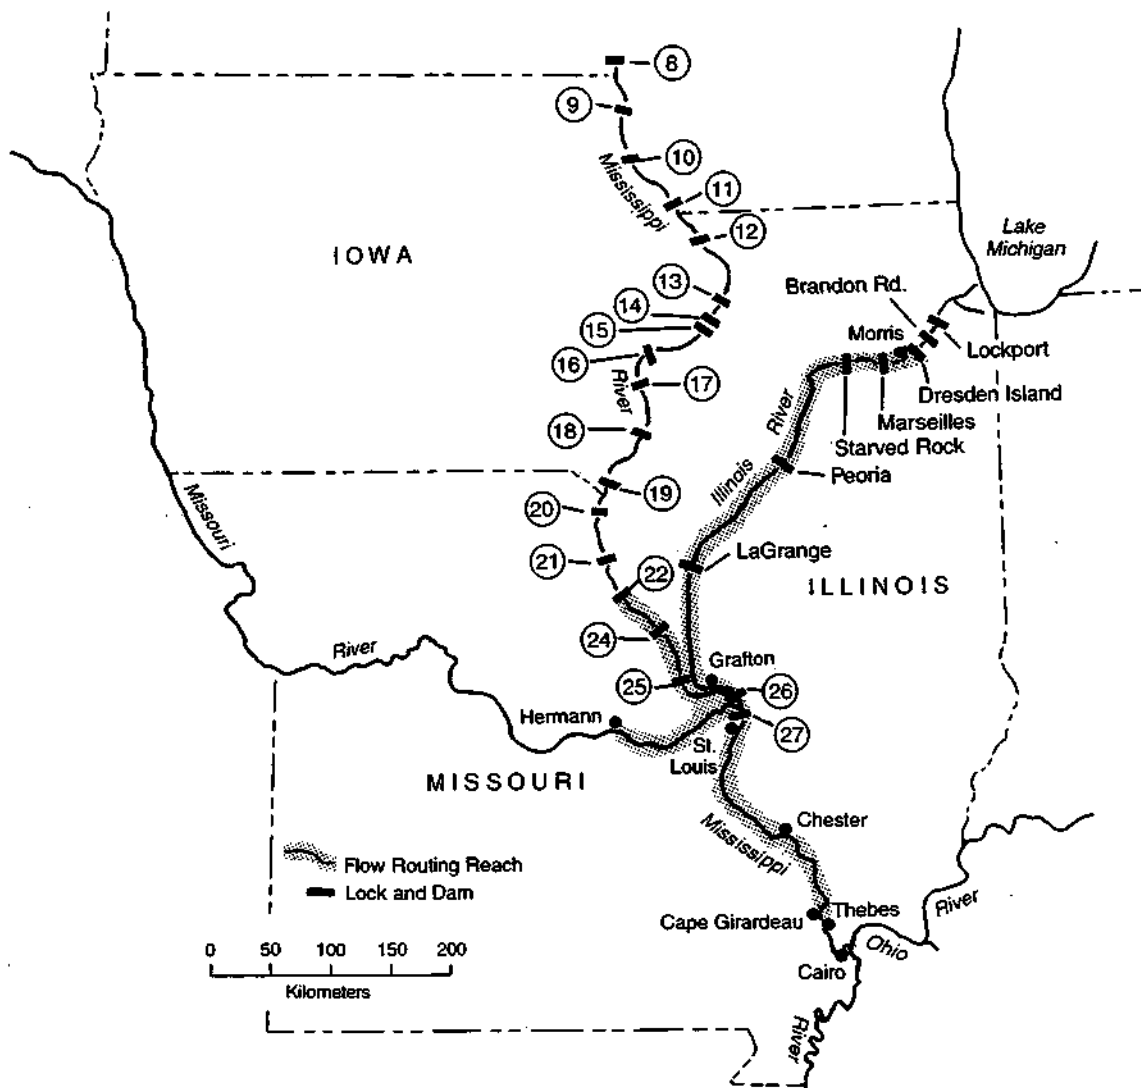 8
9
10
Mississippi
11
12
IOWA
Lake
Michigan
13
Brandon Rd.
14
15
Morris
Lockport
16
River
17
River
Dresden Island
Marseilles
18
Starved Rock
Illinois
Peoria
19
Missouri
20
21
LaGrange
22
ILLINOIS
24
River
Grafton
25
26
Hermann
27
St.
Louis
MISSOURI
Mississippi
Chester
Flow Routing Reach
Lock and Dam
Thebes
River
Cape Girardeau
Ohio
0 50 100 150 200
Cairo
Kilometers
River